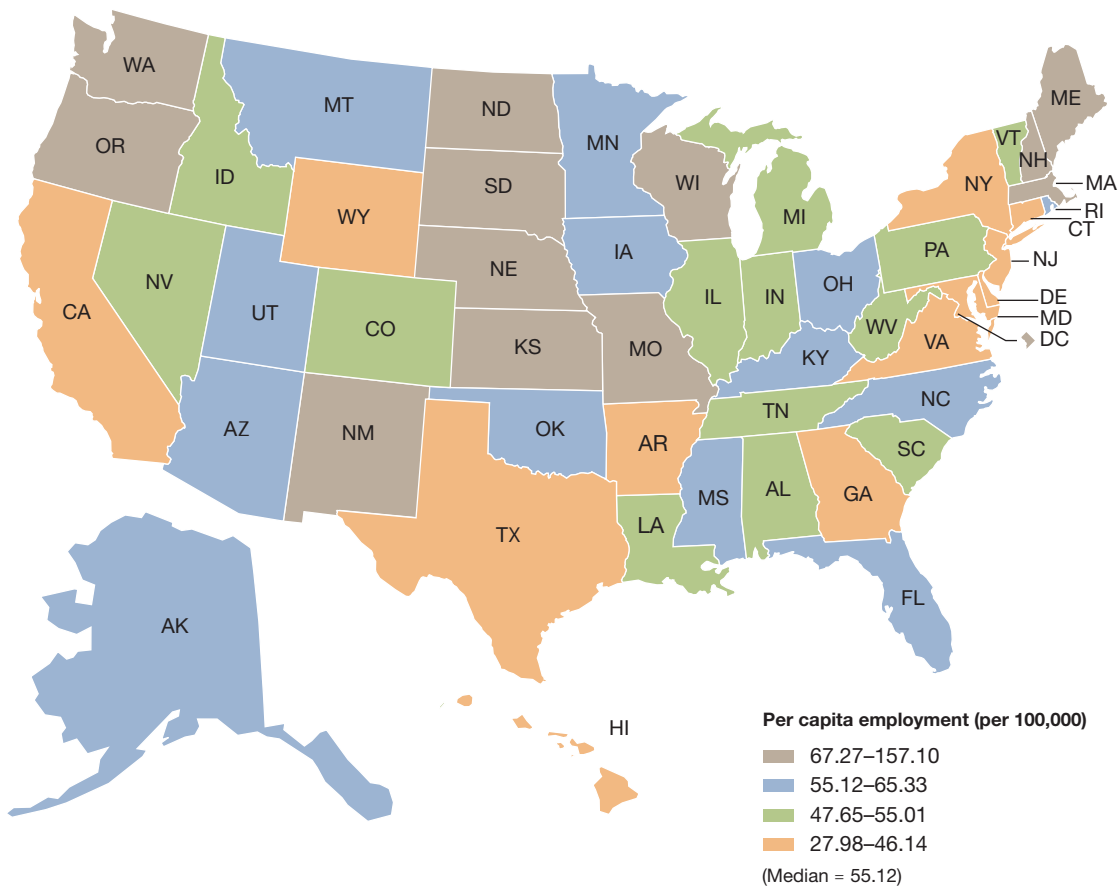 WA
MT
ND
ME
OR
MN
VT
NH
ID
SD
WI
NY
MA
WY
MI
RI
CT
NE
IA
PA
NV
NJ
CA
UT
IL
IN
OH
DE
CO
MD
WV
DC
KS
MO
KY
VA
TN
NC
AZ
NM
OK
AR
SC
MS
AL
GA
LA
TX
FL
AK
HI
Per capita employment (per 100,000)
67.27–157.10
55.12–65.33
47.65–55.01
27.98–46.14
(Median = 55.12)